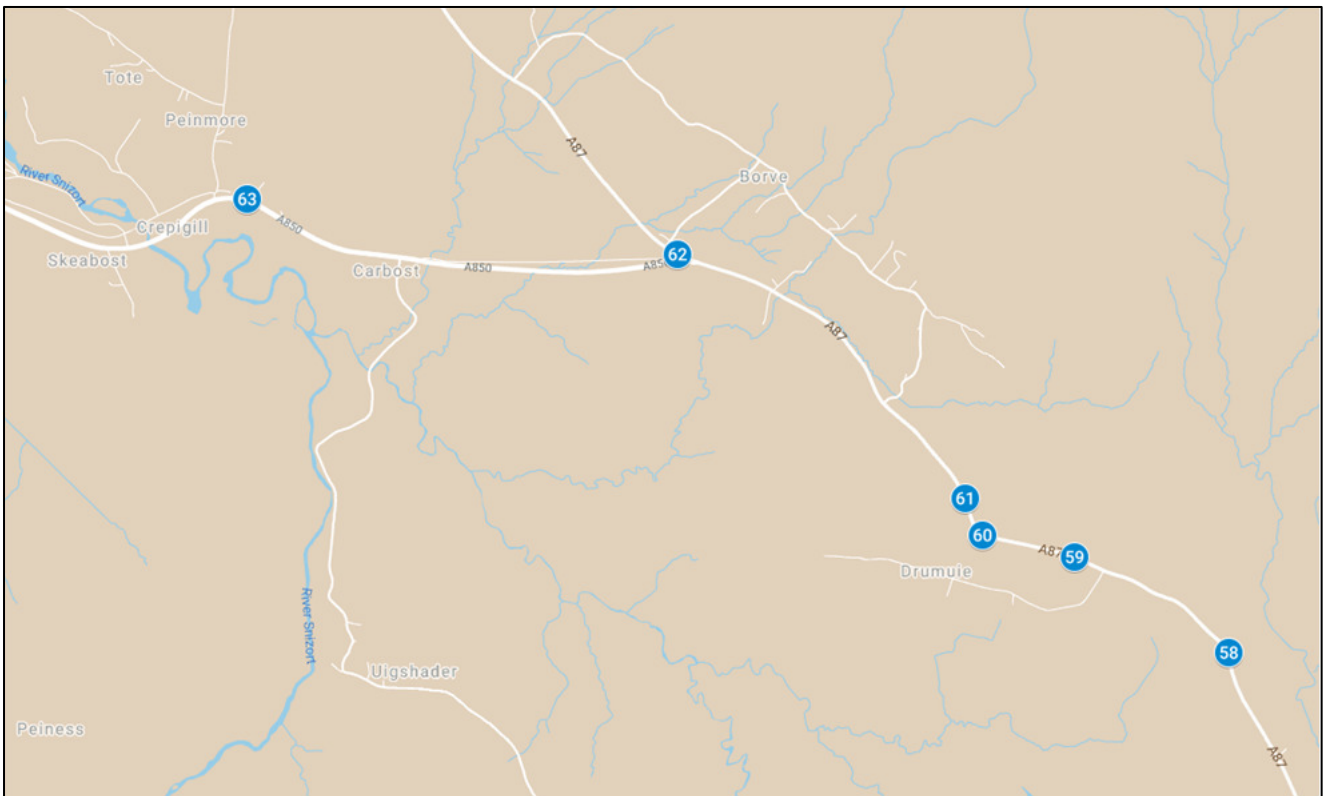 Tote
Peinmore
A87
River Snizort
Borve
63
A850
Crepigill
62
Skeabost
Carbost
A850
A850
A87
61
60
A87
59
Drumuie
River Snizort
58
Uigshader
Peiness
A87